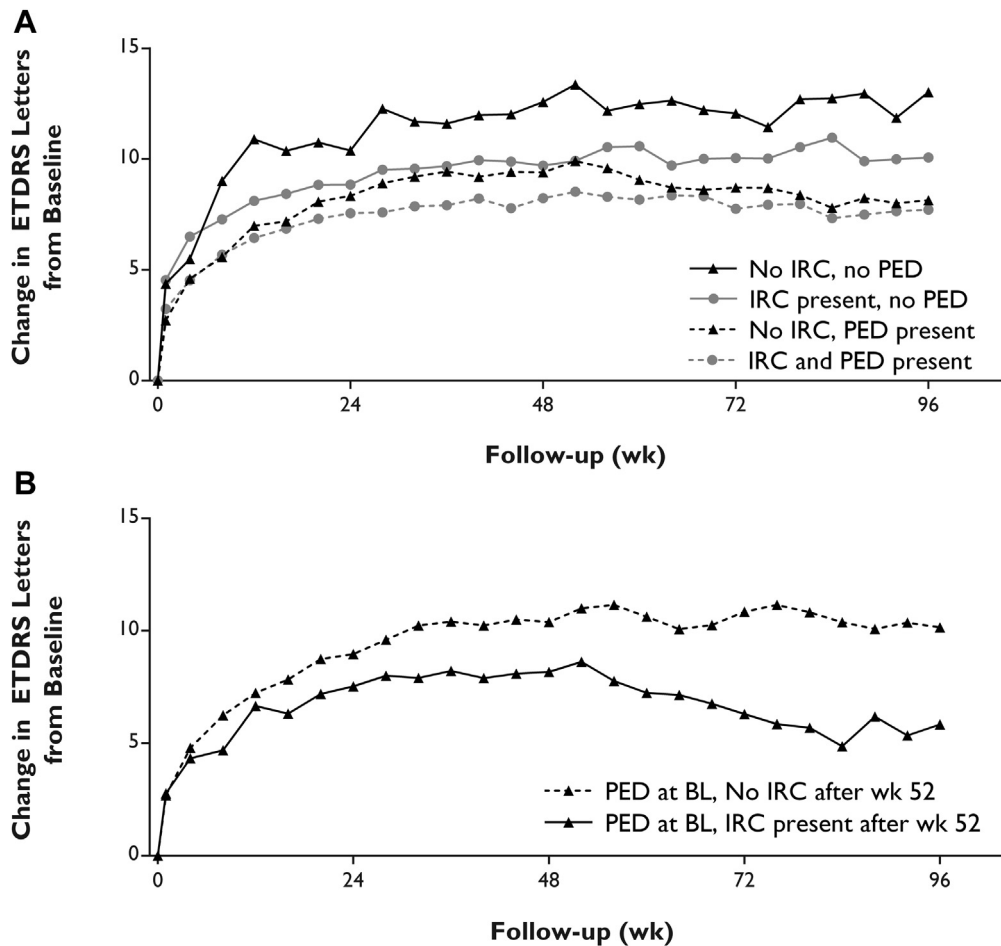 A
Change in ETDRS Letters
from Baseline
15
10
5
0
No IRC, no PED
IRC present, no PED
No IRC, PED present
IRC and PED present
0 24 48 72 96
Follow-up (wk)
B
Change in ETDRS Letters
from Baseline
15
10
5
0
PED at BL, No IRC after wk 52
PED at BL, IRC present after wk 52
0 24 48 72 96
Follow-up (wk)